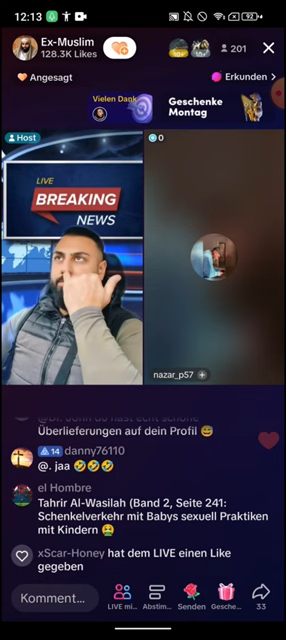 12:13
92
Ex-Muslim
128.3K Likes
201
Angesagt
Erkunden
Vielen Dank
Geschenke
Montag
Host
0
LIVE
BREAKING
NEWS
nazar_p57
Überlieferungen auf dein Profil 😅
14 danny76110
@. jaa 🤣🤣🤣
el Hombre
Tahrir Al-Wasilah (Band 2, Seite 241:
Schenkelverkehr mit Babys sexuell Praktiken
mit Kindern 🤮
xScar-Honey hat dem LIVE einen Like
gegeben
Komment...
LIVE mi...
Abstim...
Senden
Gesche...
33